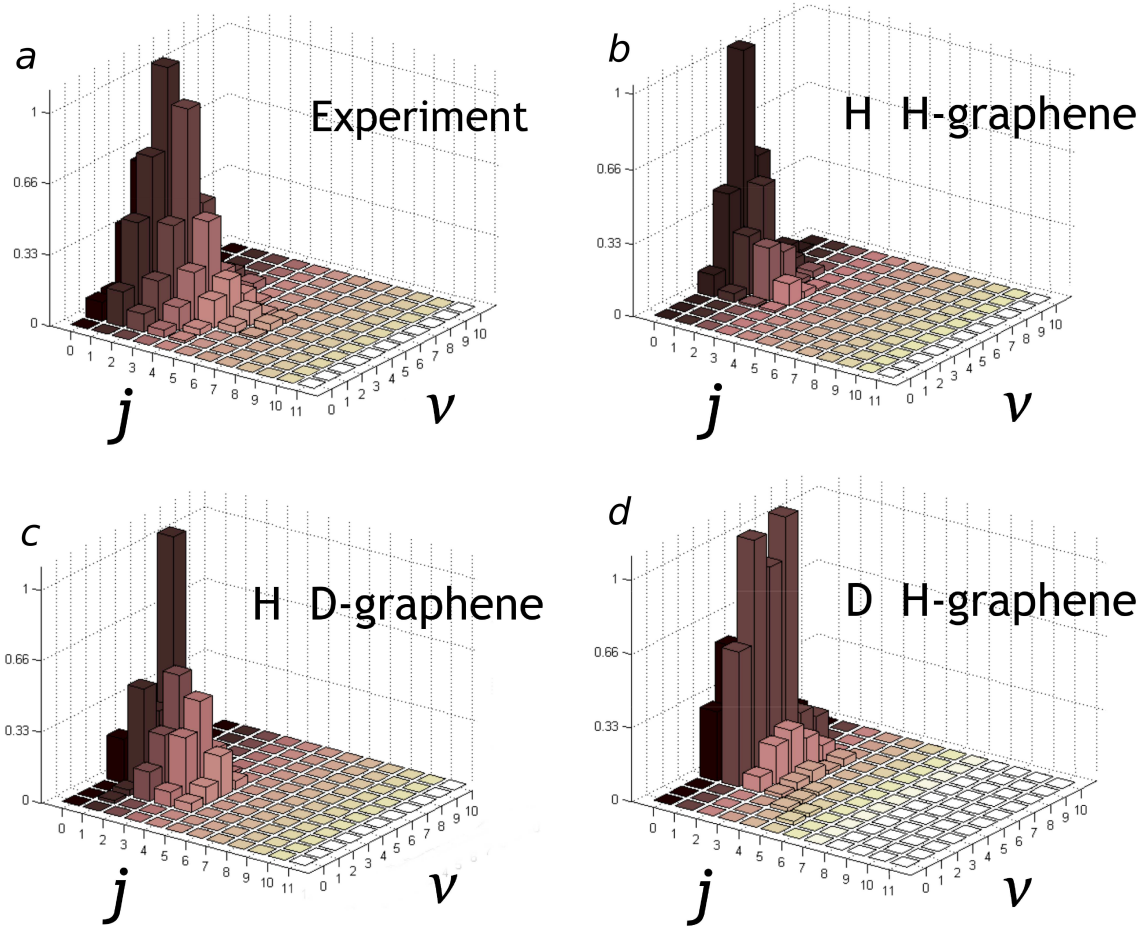 a
Experiment
1
0.66
0.33
0
0 1 2 3 4 5 6 7 8 9 10 11
0 1 2 3 4 5 6 7 8 9 10
j
ν
b
H H-graphene
1
0.66
0.33
0
0 1 2 3 4 5 6 7 8 9 10 11
0 1 2 3 4 5 6 7 8 9 10
j
ν
c
H D-graphene
1
0.66
0.33
0
0 1 2 3 4 5 6 7 8 9 10 11
0 1 2 3 4 5 6 7 8 9 10
j
ν
d
D H-graphene
1
0.66
0.33
0
0 1 2 3 4 5 6 7 8 9 10 11
0 1 2 3 4 5 6 7 8 9 10
j
ν